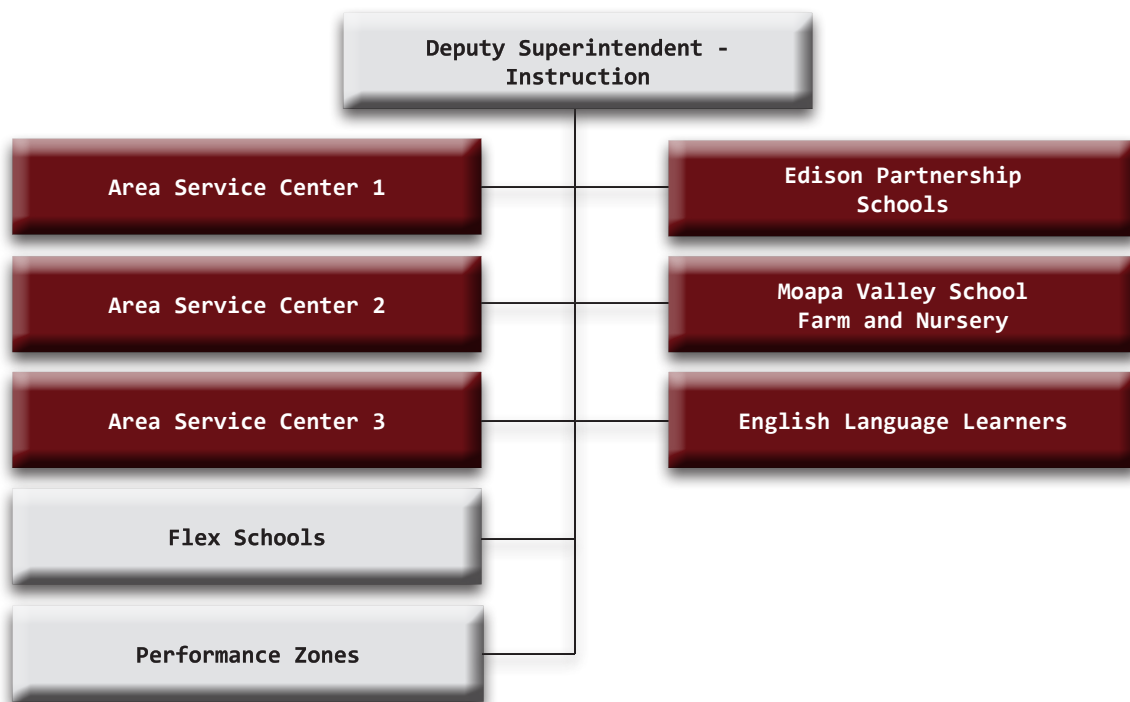 Deputy Superintendent -
Instruction
Area Service Center 1
Edison Partnership
Schools
Area Service Center 2
Moapa Valley School
Farm and Nursery
Area Service Center 3
English Language Learners
Flex Schools
Performance Zones